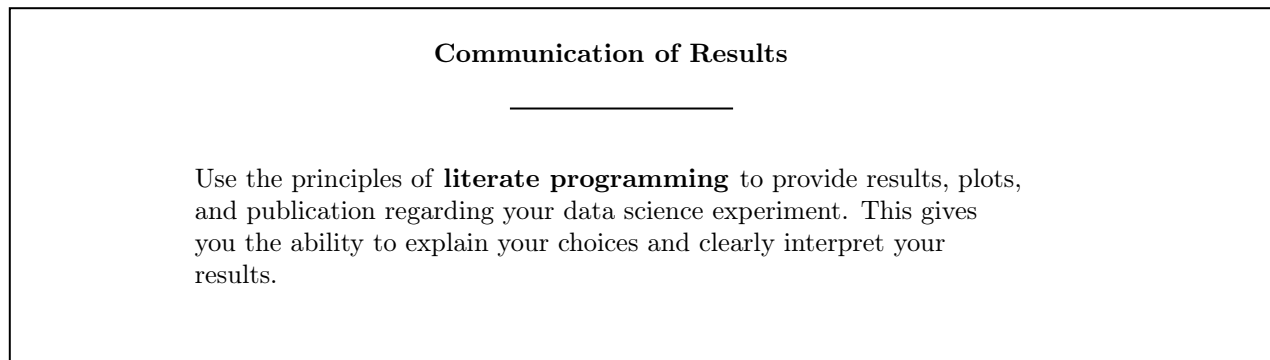 Communication of Results
Use the principles of literate programming to provide results, plots,
and publication regarding your data science experiment. This gives
you the ability to explain your choices and clearly interpret your
results.